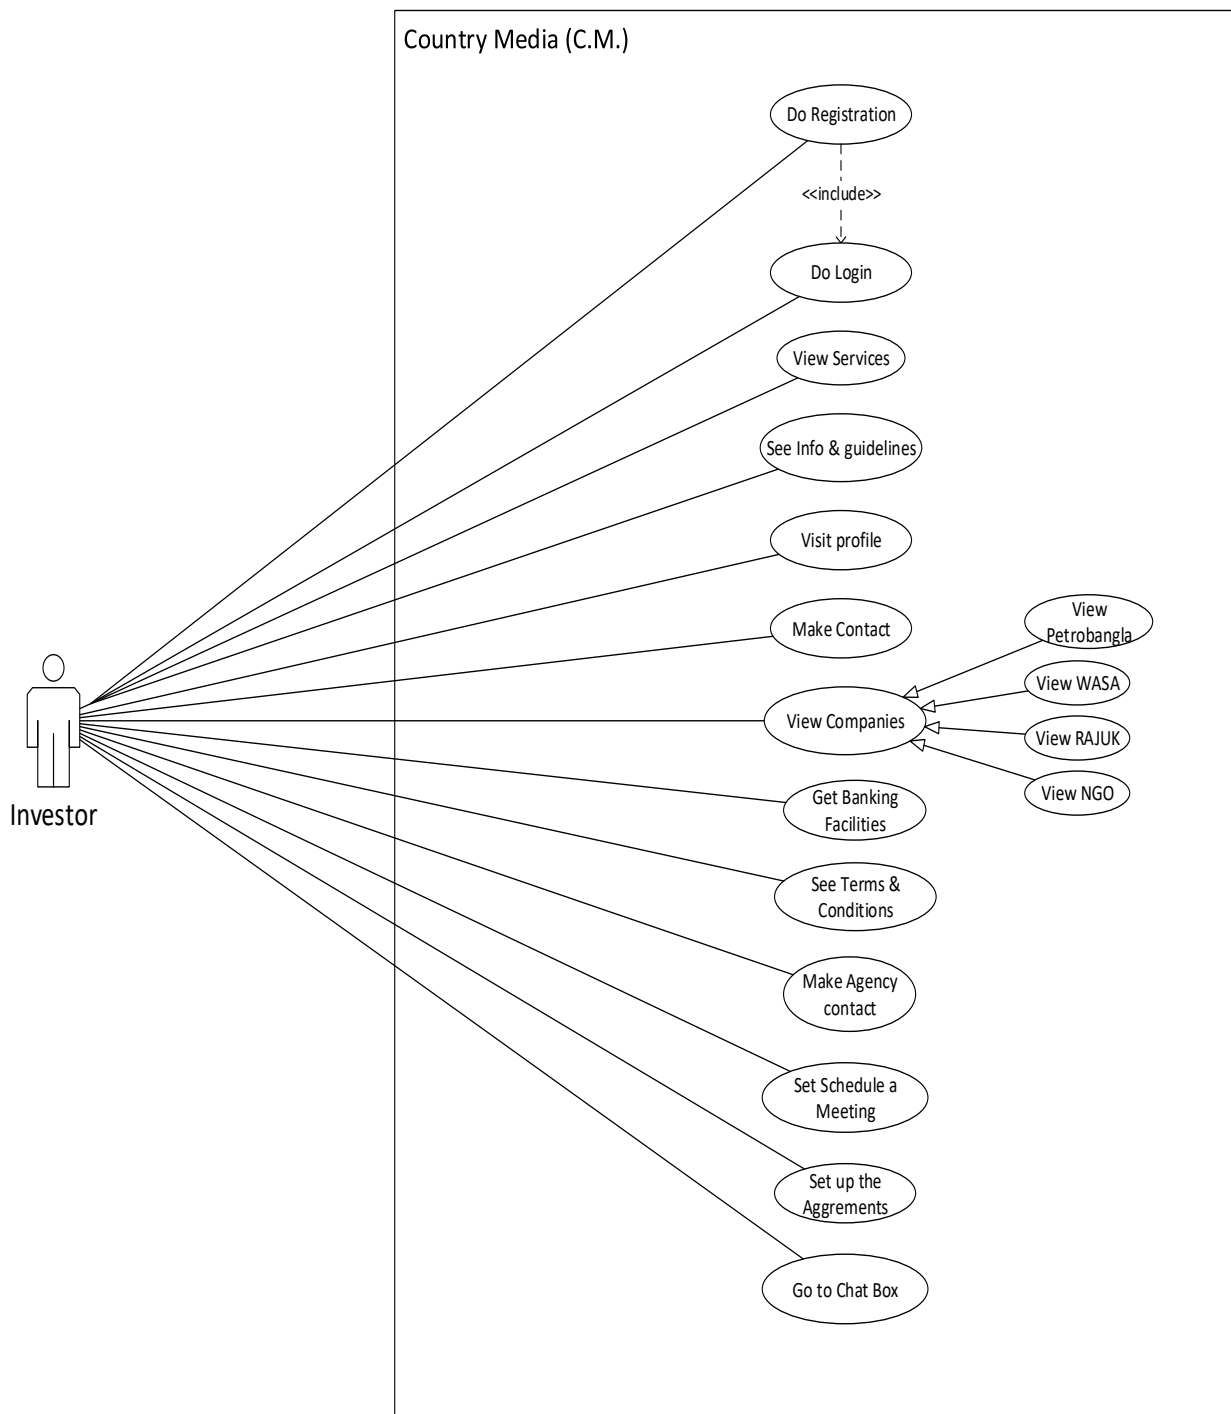 Country Media (C.M.)
Do Registration
<<include>>
Do Login
View Services
See Info & guidelines
Visit profile
Make Contact
View
Petrobangla
View WASA
View Companies
View RAJUK
View NGO
Get Banking
Facilities
Investor
See Terms &
Conditions
Make Agency
contact
Set Schedule a
Meeting
Set up the
Aggrements
Go to Chat Box